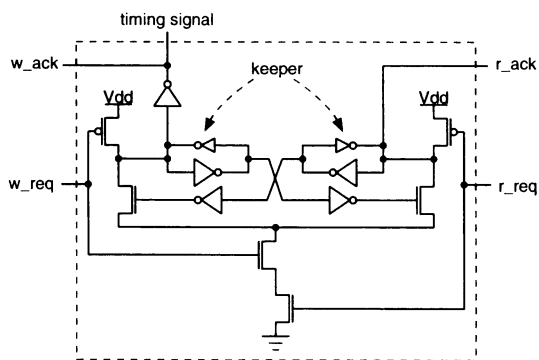 timing signal
w_ack
keeper
r_ack
Vdd
Vdd
w_req
r_req